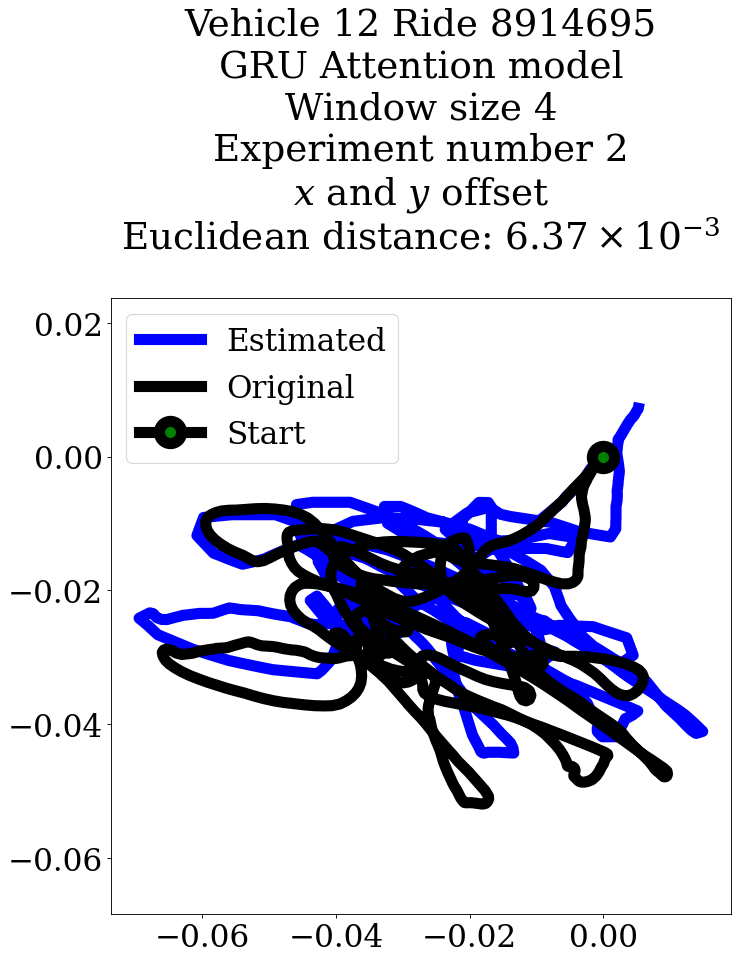 Vehicle 12 Ride 8914695
GRU Attention model
Window size 4
Experiment number 2
x and y offset
Euclidean distance: 6.37 × 10⁻³
Estimated
Original
Start
0.02
0.00
−0.02
−0.04
−0.06
−0.06 −0.04 −0.02 0.00